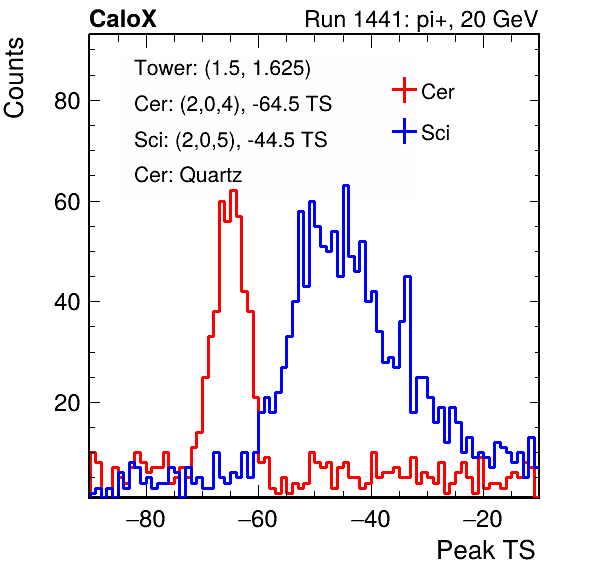 CaloX Run 1441: pi+, 20 GeV
Counts
Tower: (1.5, 1.625)
Cer: (2,0,4), -64.5 TS
Sci: (2,0,5), -44.5 TS
Cer: Quartz
Cer
Sci
80
60
40
20
−80 −60 −40 −20
Peak TS